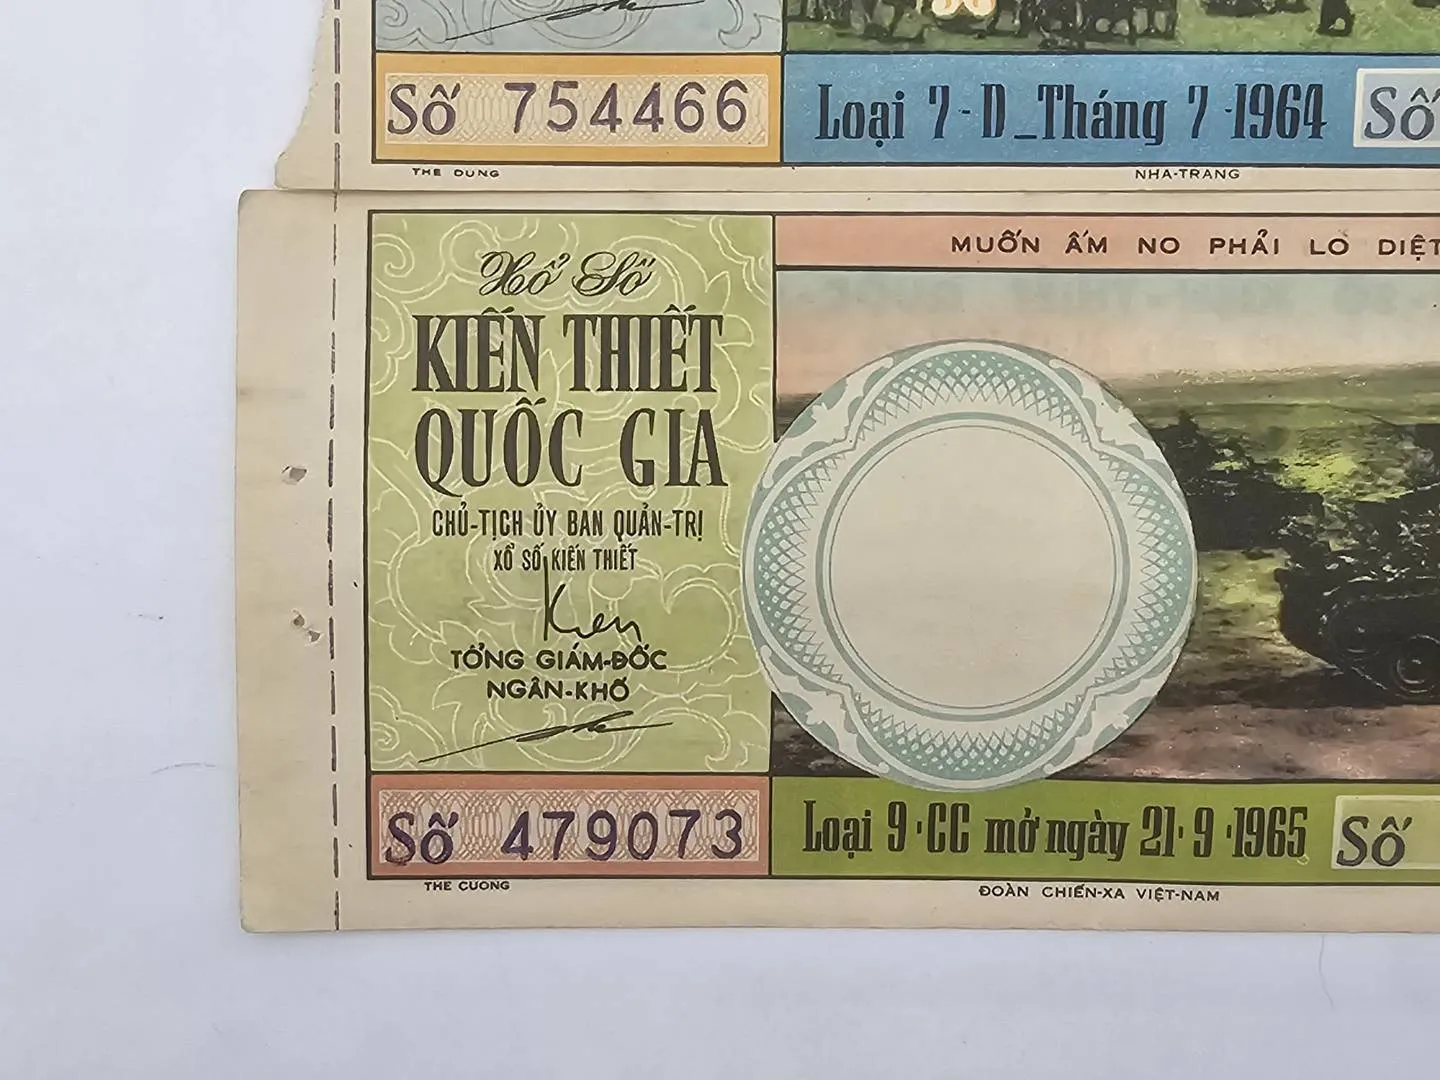 Số 754466
Loại 7-D_Tháng 7-1964
Số
THẾ DUNG
NHA-TRANG
Xổ Số
KIẾN THIẾT
QUỐC GIA
CHỦ-TỊCH ỦY BAN QUẢN-TRỊ
XỔ SỐ KIẾN THIẾT
Kien
TỔNG GIÁM-ĐỐC
NGÂN-KHỐ
Số 479073
THE CUONG
MUỐN ẤM NO PHẢI LO DIỆT
Loại 9·CC mở ngày 21·9·1965
Số
ĐOÀN CHIẾN-XA VIỆT-NAM